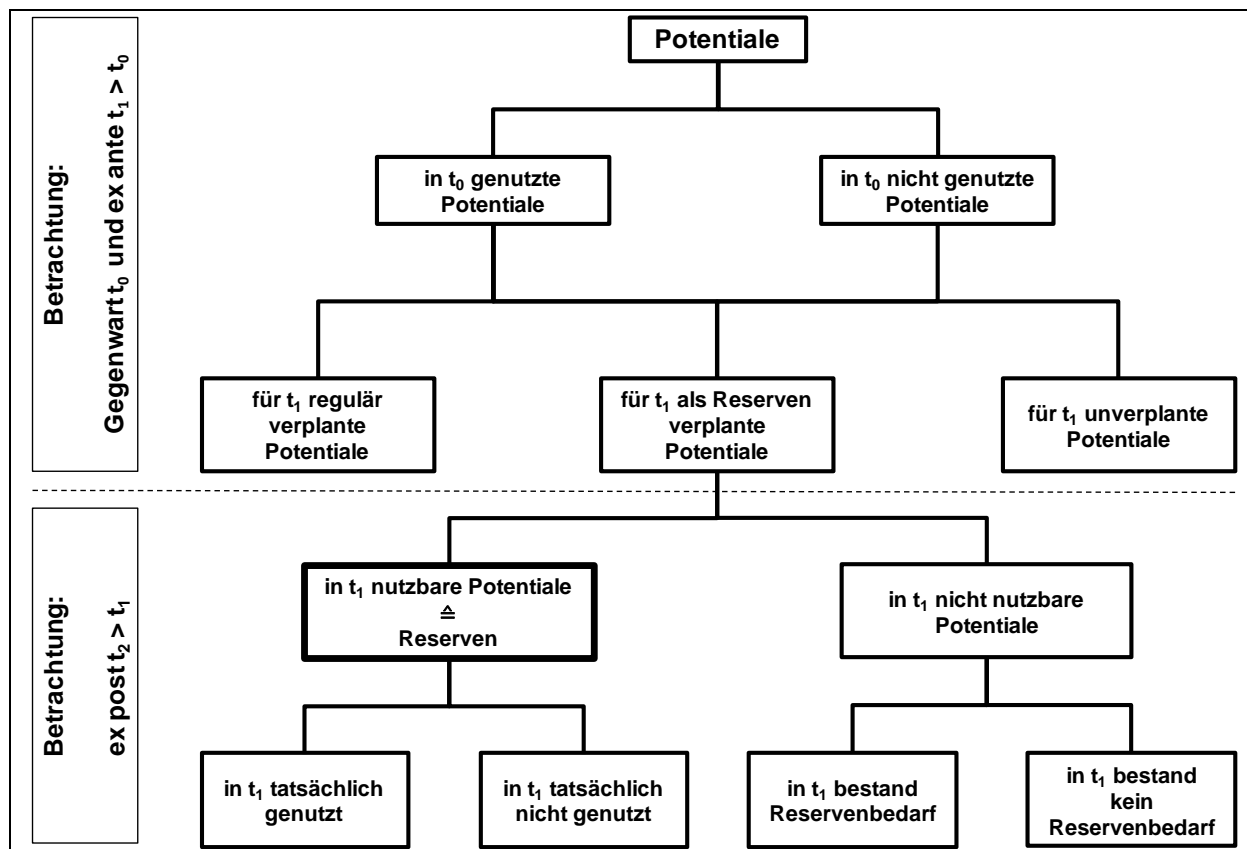 Betrachtung:
Gegenwart t₀ und ex ante t₁ > t₀
Potentiale
in t₀ genutzte
Potentiale
in t₀ nicht genutzte
Potentiale
für t₁ regulär
verplante
Potentiale
für t₁ als Reserven
verplante
Potentiale
für t₁ unverplante
Potentiale
Betrachtung:
ex post t₂ > t₁
in t₁ nutzbare Potentiale
≙
Reserven
in t₁ nicht nutzbare
Potentiale
in t₁ tatsächlich
genutzt
in t₁ tatsächlich
nicht genutzt
in t₁ bestand
Reservenbedarf
in t₁ bestand
kein
Reservenbedarf